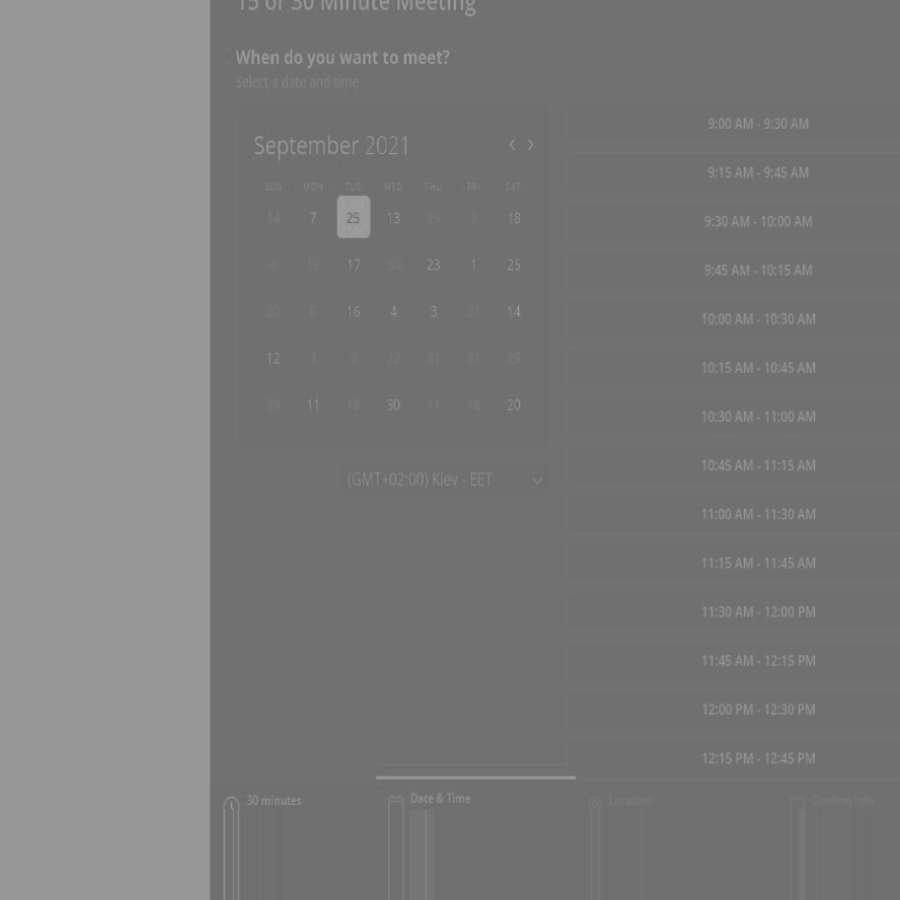 15 or 30 Minute Meeting
When do you want to meet?
Select a date and time
September 2021
SUN MON TUE WED THU FRI SAT
14 7 25 13 29 7 18
4 19 17 30 23 1 25
30 6 16 4 3 31 14
12 4 7 22 31 31 29
29 11 18 30 11 16 20
(GMT+02:00) Kiev - EET
9:00 AM - 9:30 AM
9:15 AM - 9:45 AM
9:30 AM - 10:00 AM
9:45 AM - 10:15 AM
10:00 AM - 10:30 AM
10:15 AM - 10:45 AM
10:30 AM - 11:00 AM
10:45 AM - 11:15 AM
11:00 AM - 11:30 AM
11:15 AM - 11:45 AM
11:30 AM - 12:00 PM
11:45 AM - 12:15 PM
12:00 PM - 12:30 PM
12:15 PM - 12:45 PM
30 minutes
Date & Time
Location
Confirm Info